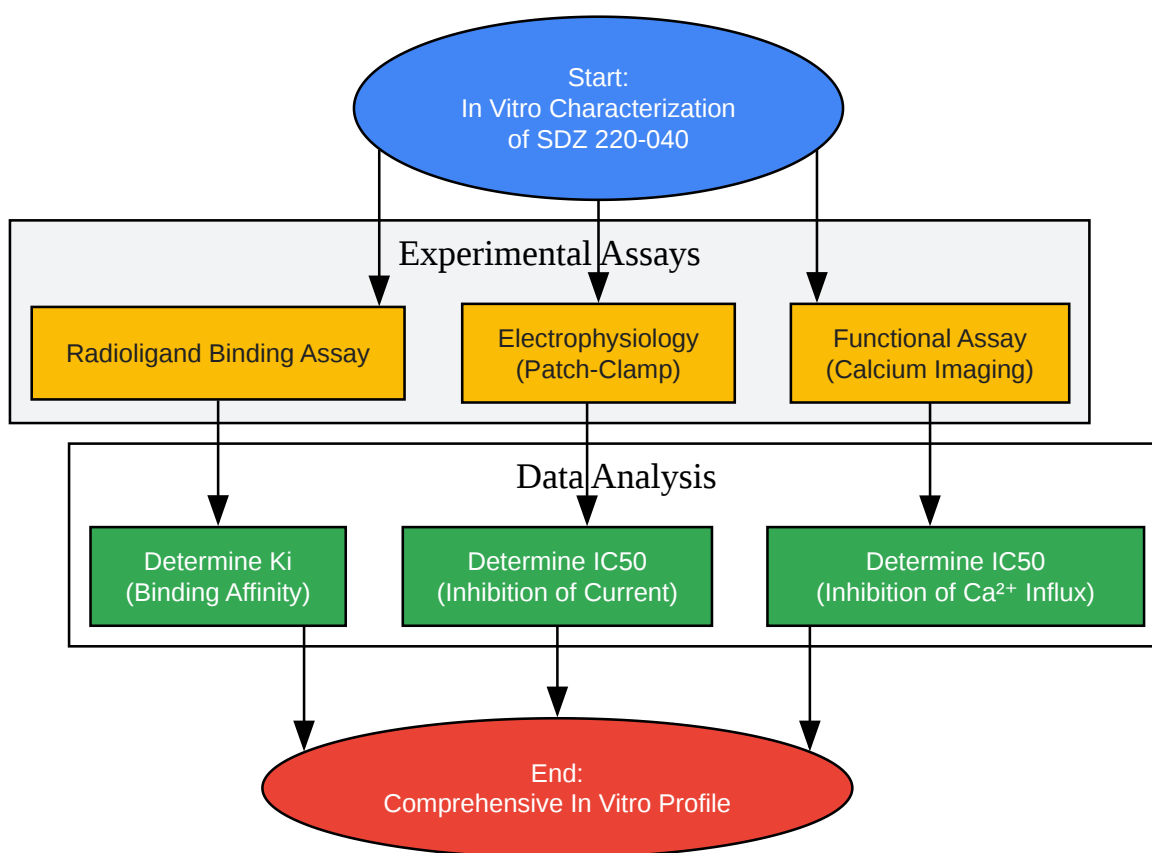 Start:
In Vitro Characterization
of SDZ 220-040
Experimental Assays
Radioligand Binding Assay
Electrophysiology
(Patch-Clamp)
Functional Assay
(Calcium Imaging)
Data Analysis
Determine Ki
(Binding Affinity)
Determine IC50
(Inhibition of Current)
Determine IC50
(Inhibition of Ca²⁺ Influx)
End:
Comprehensive In Vitro Profile